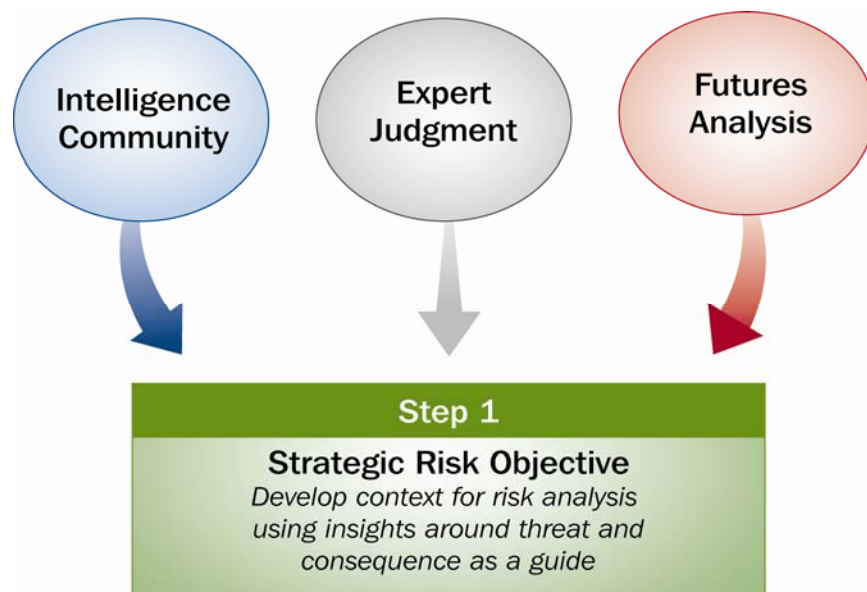 Intelligence
Community
Expert
Judgment
Futures
Analysis
Step 1
Strategic Risk Objective
Develop context for risk analysis
using insights around threat and
consequence as a guide